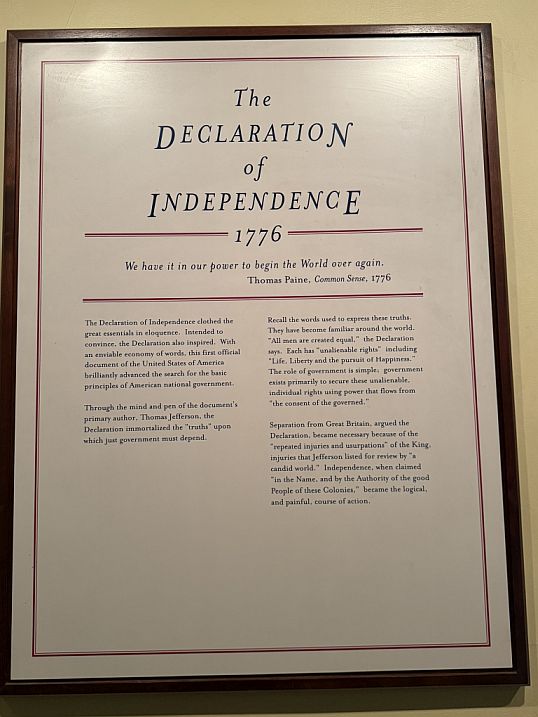 The
DECLARATION
of
INDEPENDENCE
1776
We have it in our power to begin the World over again.
Thomas Paine, Common Sense, 1776
The Declaration of Independence clothed the
great essentials in eloquence. Intended to
convince, the Declaration also inspired. With
an enviable economy of words, this first official
document of the United States of America
brilliantly advanced the search for the basic
principles of American national government.
Through the mind and pen of the document's
primary author, Thomas Jefferson, the
Declaration immortalized the "truths" upon
which just government must depend.
Recall the words used to express these truths.
They have become familiar around the world.
"All men are created equal," the Declaration
says. Each has "unalienable rights" including
"Life, Liberty and the pursuit of Happiness."
The role of government is simple; government
exists primarily to secure these unalienable,
individual rights using power that flows from
"the consent of the governed."
Separation from Great Britain, argued the
Declaration, became necessary because of the
"repeated injuries and usurpations" of the King,
injuries that Jefferson listed for review by "a
candid world." Independence, when claimed
"in the Name, and by the Authority of the good
People of these Colonies," became the logical,
and painful, course of action.